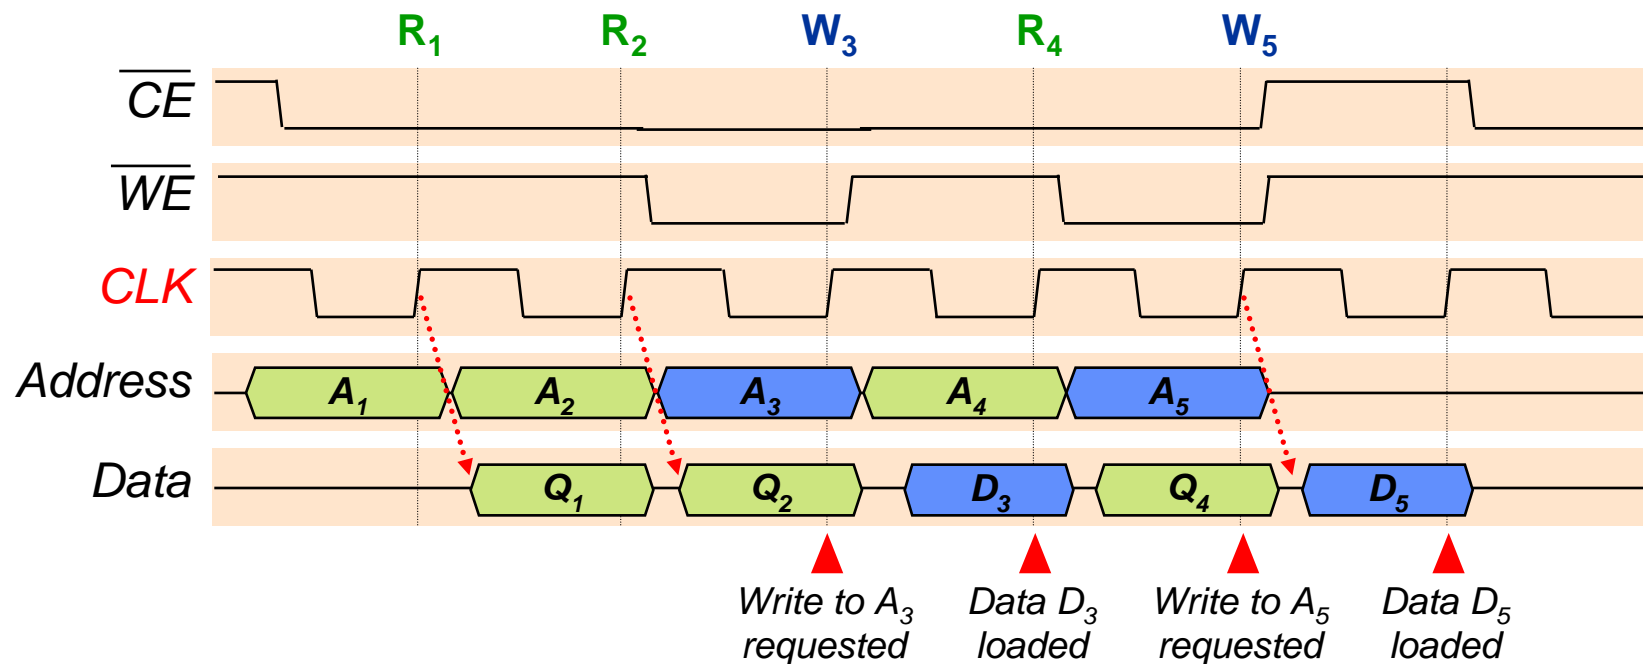 R₁ R₂ W₃ R₄ W₅
CE
WE
CLK
Address A₁ A₂ A₃ A₄ A₅
Data Q₁ Q₂ D₃ Q₄ D₅
Write to A₃ Data D₃ Write to A₅ Data D₅
requested loaded requested loaded